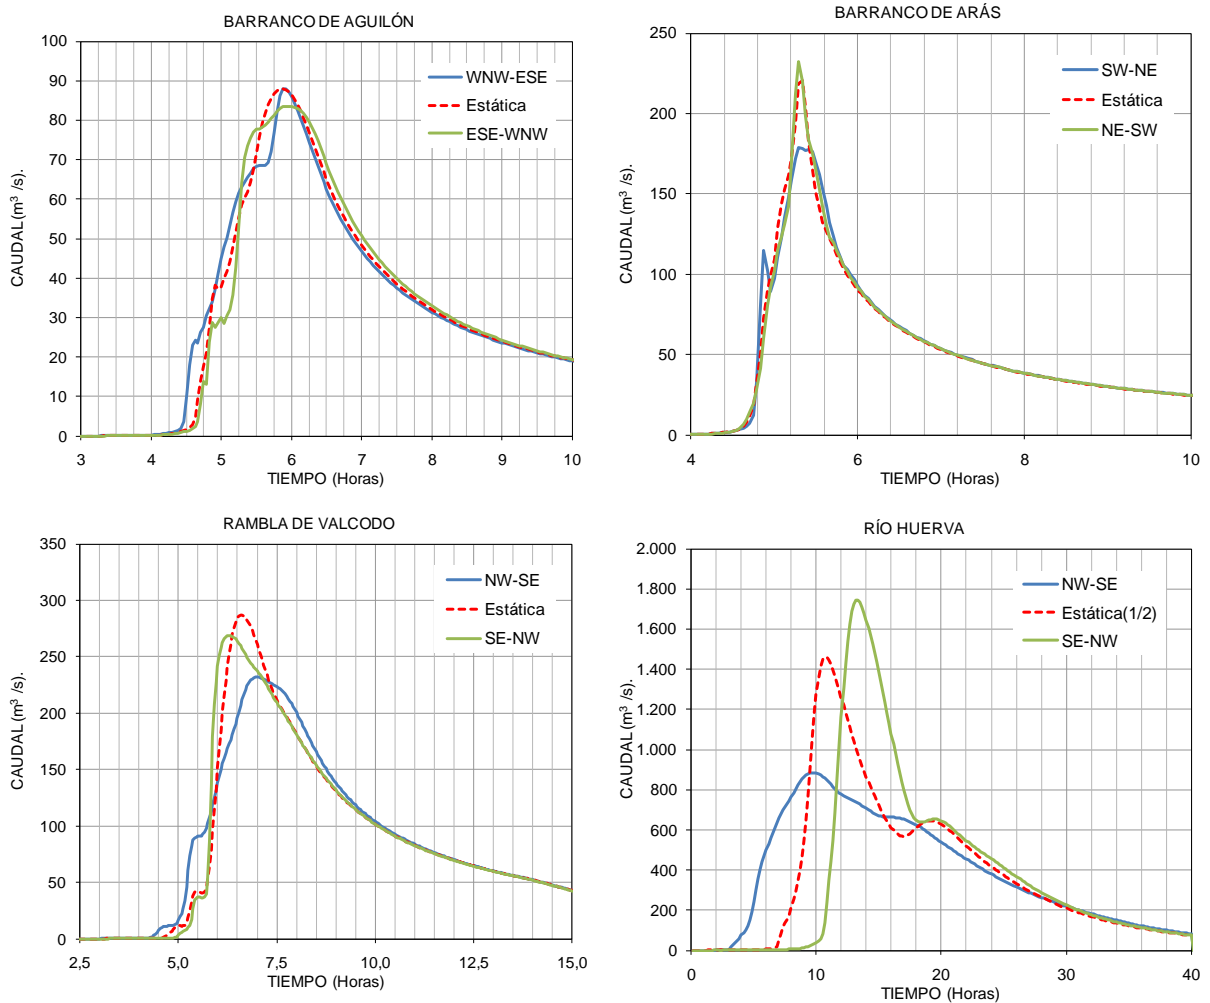 BARRANCO DE AGUILÓN
CAUDAL (m³ /s).
100
90
80
70
60
50
40
30
20
10
0
WNW-ESE
Estática
ESE-WNW
3 4 5 6 7 8 9 10
TIEMPO (Horas)
BARRANCO DE ARÁS
CAUDAL (m³ /s).
250
200
150
100
50
0
SW-NE
Estática
NE-SW
4 6 8 10
TIEMPO (Horas)
RAMBLA DE VALCODO
CAUDAL (m³ /s).
350
300
250
200
150
100
50
0
NW-SE
Estática
SE-NW
2,5 5,0 7,5 10,0 12,5 15,0
TIEMPO (Horas)
RÍO HUERVA
CAUDAL (m³ /s).
2.000
1.800
1.600
1.400
1.200
1.000
800
600
400
200
0
NW-SE
Estática(1/2)
SE-NW
0 10 20 30 40
TIEMPO (Horas)